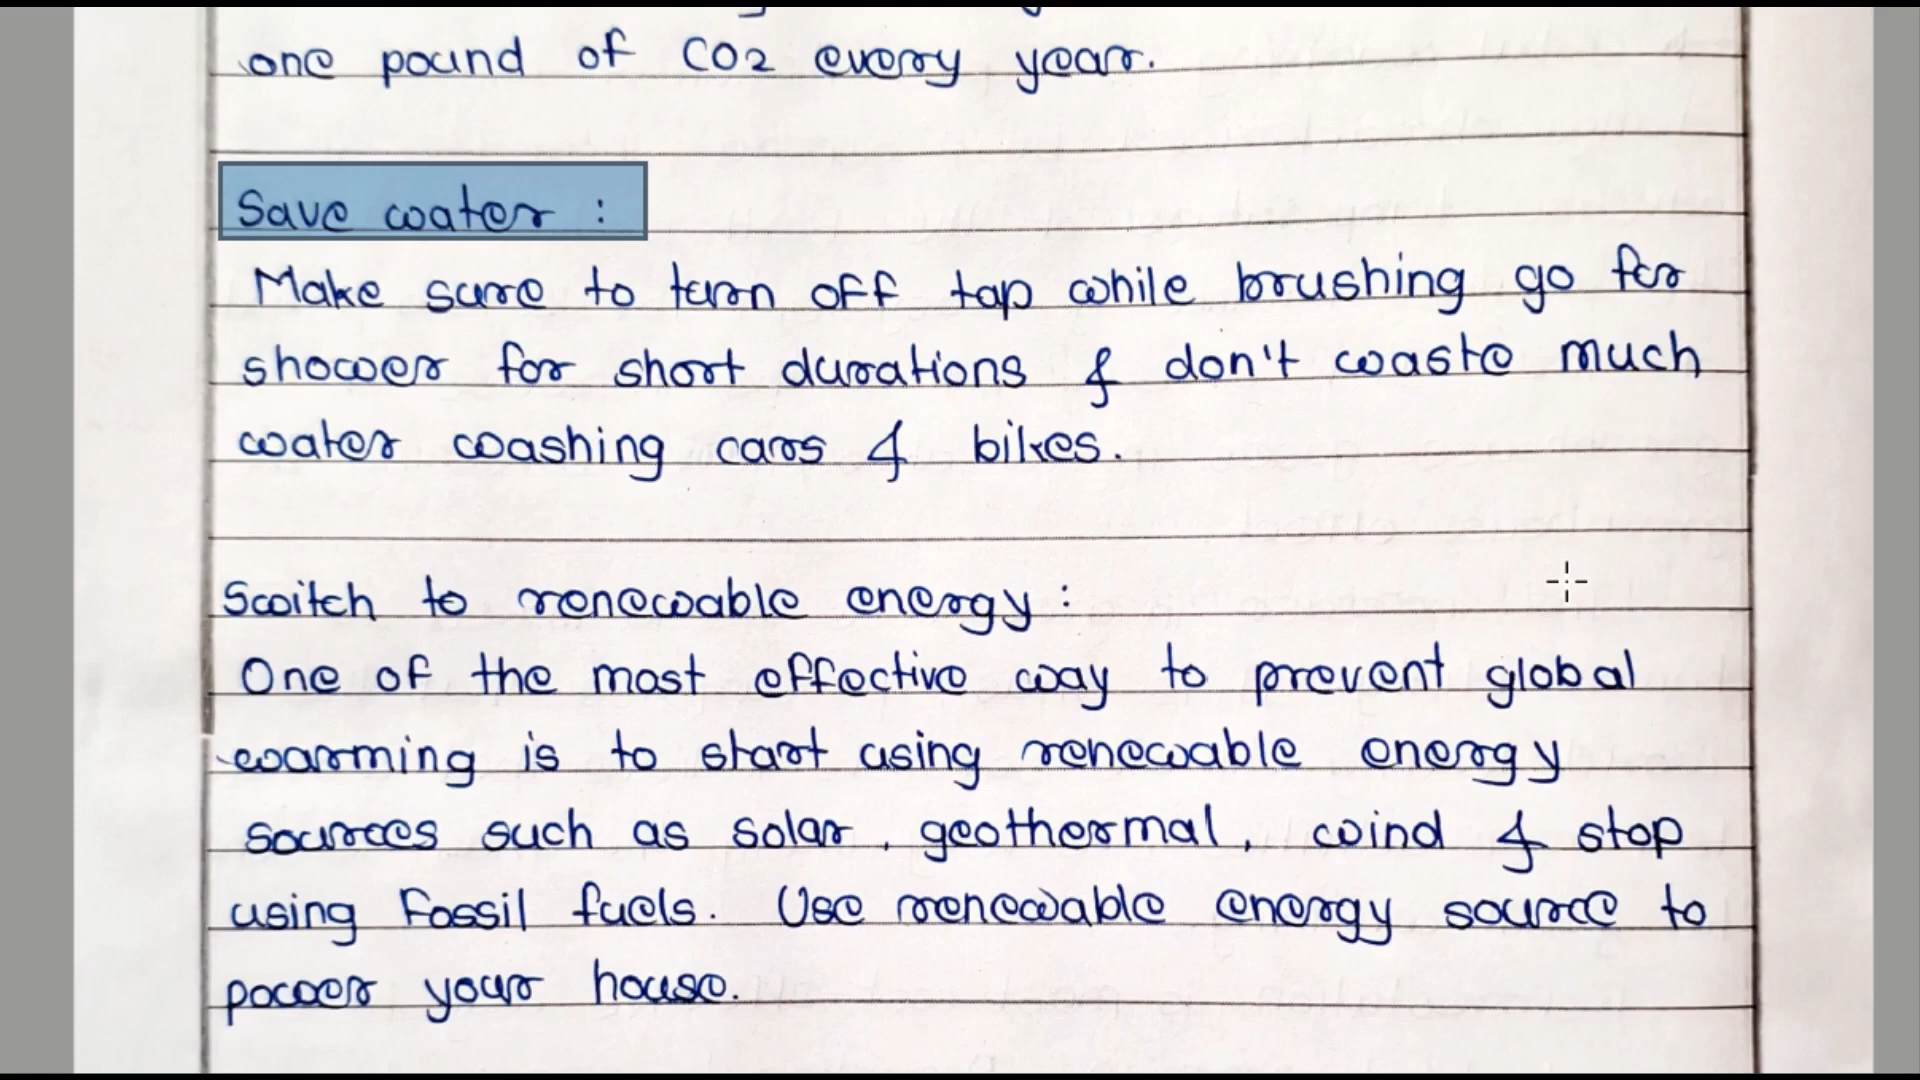 one pound of CO2 every year.
Save water :
Make sure to turn off tap while brushing go for
shower for short durations & don't waste much
water washing cars & bikes.
Switch to renewable energy :
One of the most effective way to prevent global
warming is to start using renewable energy
sources such as solar, geothermal, wind & stop
using Fossil fuels. Use renewable energy source to
power your house.